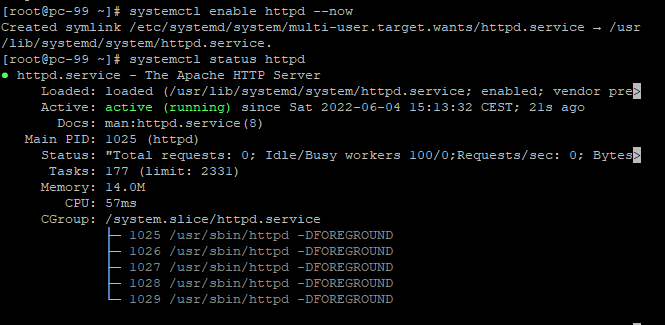 [root@pc-99 ~]# systemctl enable httpd --now
Created symlink /etc/systemd/system/multi-user.target.wants/httpd.service → /usr
/lib/systemd/system/httpd.service.
[root@pc-99 ~]# systemctl status httpd
● httpd.service - The Apache HTTP Server
     Loaded: loaded (/usr/lib/systemd/system/httpd.service; enabled; vendor pre>
     Active: active (running) since Sat 2022-06-04 15:13:32 CEST; 21s ago
       Docs: man:httpd.service(8)
   Main PID: 1025 (httpd)
     Status: "Total requests: 0; Idle/Busy workers 100/0;Requests/sec: 0; Bytes>
      Tasks: 177 (limit: 2331)
     Memory: 14.0M
        CPU: 57ms
     CGroup: /system.slice/httpd.service
             ├─ 1025 /usr/sbin/httpd -DFOREGROUND
             ├─ 1026 /usr/sbin/httpd -DFOREGROUND
             ├─ 1027 /usr/sbin/httpd -DFOREGROUND
             ├─ 1028 /usr/sbin/httpd -DFOREGROUND
             └─ 1029 /usr/sbin/httpd -DFOREGROUND